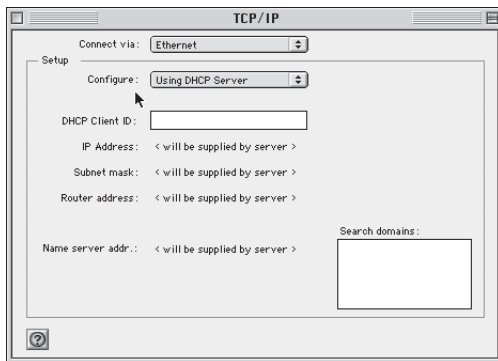 TCP/IP
Connect via: Ethernet
Setup
Configure: Using DHCP Server
DHCP Client ID:
IP Address: < will be supplied by server >
Subnet mask: < will be supplied by server >
Router address: < will be supplied by server >
Search domains:
Name server addr.: < will be supplied by server >
?